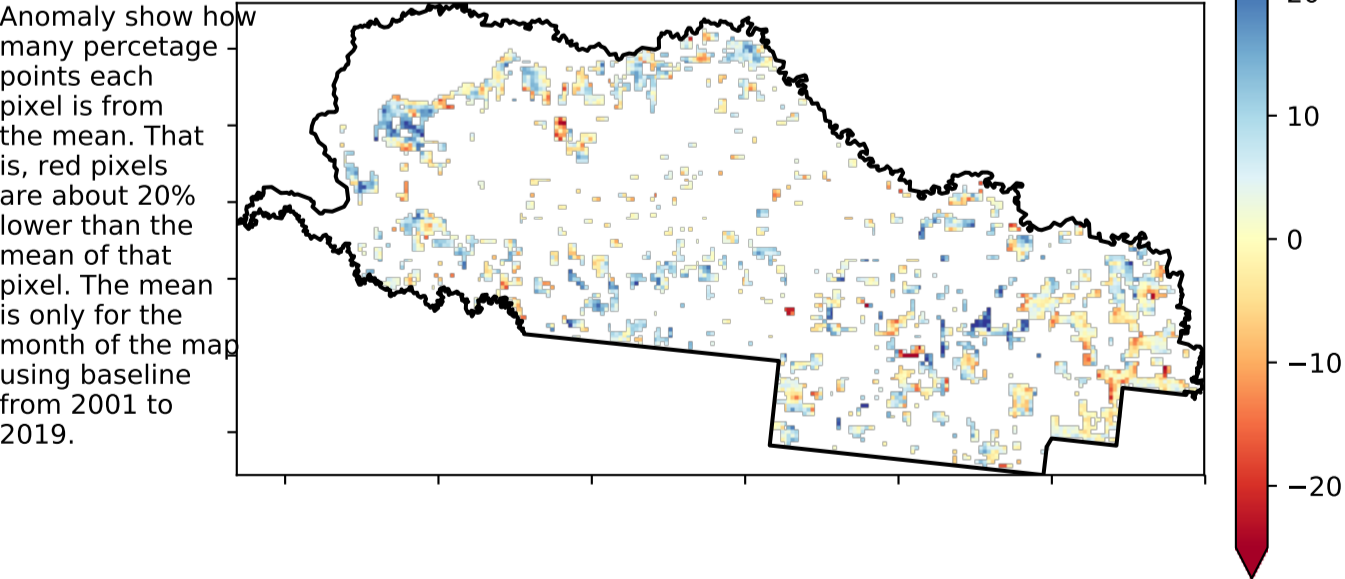 Anomaly show how
many percetage
points each
pixel is from
the mean. That
is, red pixels
are about 20%
lower than the
mean of that
pixel. The mean
is only for the
month of the map
using baseline
from 2001 to
2019.
10
0
−10
−20